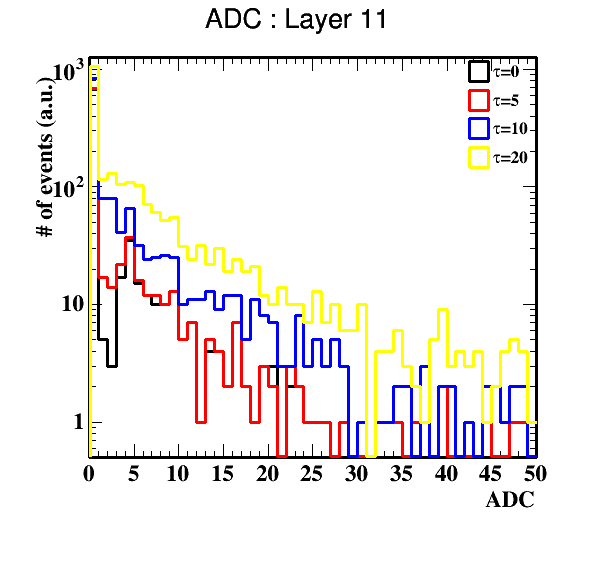 ADC : Layer 11
# of events (a.u.)
10³
10²
10
1
τ=0
τ=5
τ=10
τ=20
0 5 10 15 20 25 30 35 40 45 50
ADC